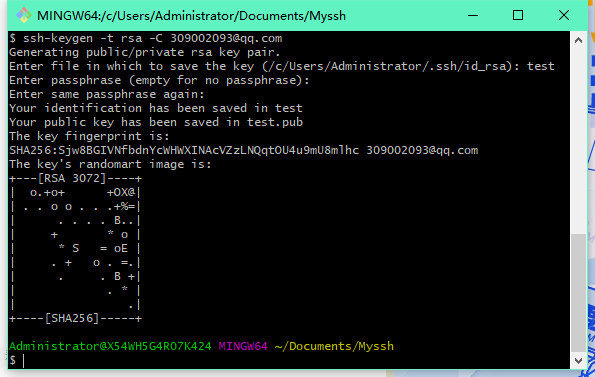 MINGW64:/c/Users/Administrator/Documents/Myssh
$ ssh-keygen -t rsa -C 309002093@qq.com
Generating public/private rsa key pair.
Enter file in which to save the key (/c/Users/Administrator/.ssh/id_rsa): test
Enter passphrase (empty for no passphrase):
Enter same passphrase again:
Your identification has been saved in test
Your public key has been saved in test.pub
The key fingerprint is:
SHA256:Sjw8BGIVNfbdnYcWHWXINAcVZzLNQqtOU4u9mU8mlhc 309002093@qq.com
The key's randomart image is:
+---[RSA 3072]----+
|  o.+o+      +OX@|
| . . o o . . .+%=|
|      . . . . B..|
|     +       * o |
|      * S   = oE |
|     . +   o . =.|
|      .     . B +|
|             . * |
|                .|
+----[SHA256]-----+
Administrator@X54WH5G4RO7K424 MINGW64 ~/Documents/Myssh
$